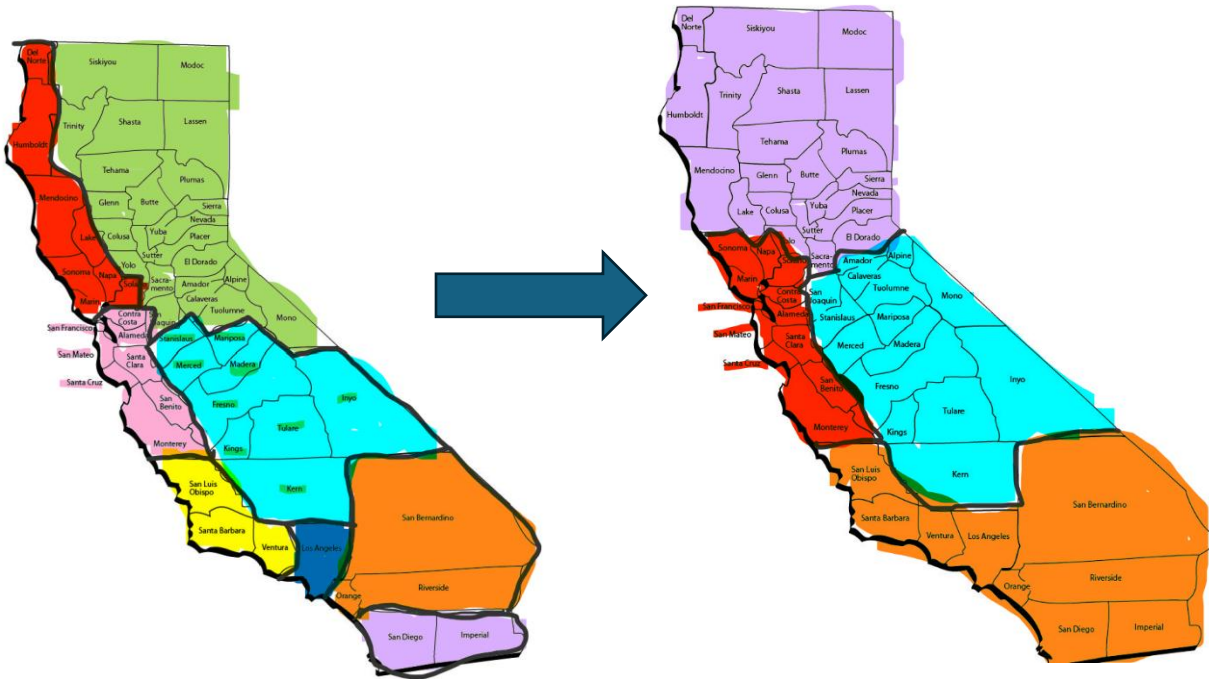 Del
Norte
Siskiyou
Modoc
Trinity
Shasta
Lassen
Humboldt
Tehama
Plumas
Mendocino
Glenn
Butte
Sierra
Nevada
Lake
Colusa
Yuba
Placer
Sutter
Yolo
El Dorado
Sonoma
Napa
Sacra-
mento
Amador
Alpine
Marin
Calaveras
Tuolumne
Mono
Contra
Costa
San Francisco
Alameda
Stanislaus
Mariposa
San Mateo
Santa
Clara
Merced
Madera
Santa Cruz
San
Benito
Fresno
Inyo
Tulare
Monterey
Kings
San Luis
Obispo
Kern
Santa Barbara
Ventura
Los Angeles
San Bernardino
Orange
Riverside
San Diego
Imperial
Del
Norte
Siskiyou
Modoc
Trinity
Shasta
Lassen
Humboldt
Tehama
Plumas
Mendocino
Glenn
Butte
Sierra
Nevada
Lake
Colusa
Yuba
Placer
Sutter
El Dorado
Sonoma
Napa
Sacra-
mento
Amador
Alpine
Marin
Calaveras
Tuolumne
Mono
Contra
Costa
San
Joaquin
San Francisco
Alameda
Stanislaus
Mariposa
San Mateo
Santa
Clara
Merced
Madera
Santa Cruz
San
Benito
Fresno
Inyo
Tulare
Monterey
Kings
San Luis
Obispo
Kern
Santa Barbara
Ventura
Los Angeles
San Bernardino
Orange
Riverside
San Diego
Imperial